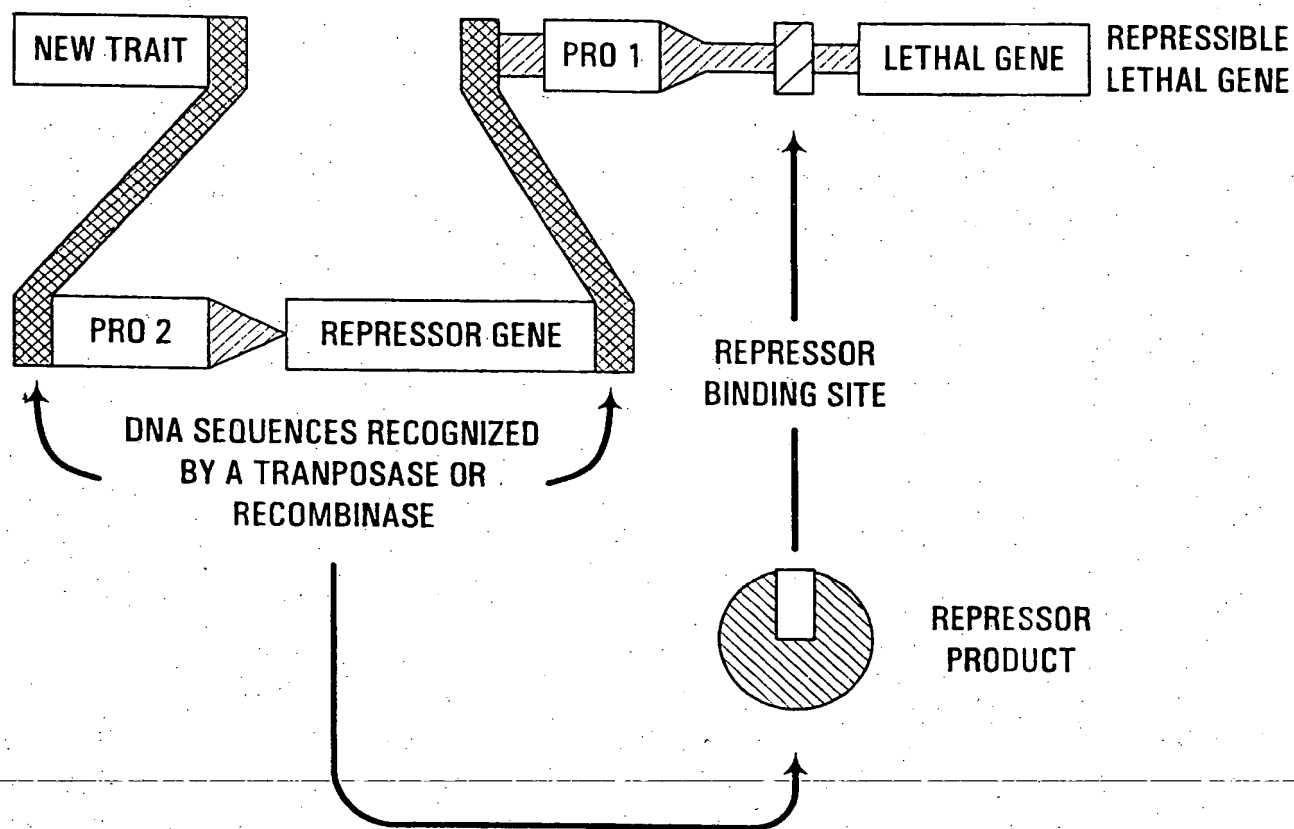 NEW TRAIT
PRO 1
LETHAL GENE
REPRESSIBLE
LETHAL GENE
PRO 2
REPRESSOR GENE
REPRESSOR
BINDING SITE
DNA SEQUENCES RECOGNIZED
BY A TRANPOSASE OR
RECOMBINASE
REPRESSOR
PRODUCT